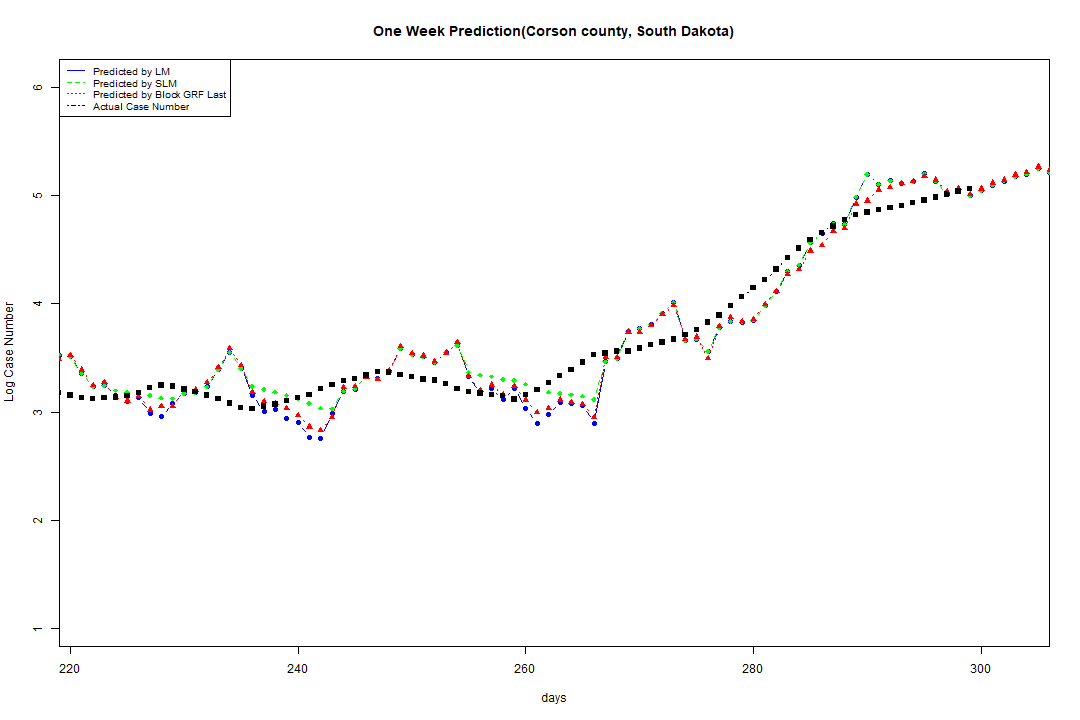 One Week Prediction(Corson county, South Dakota)
Predicted by LM
Predicted by SLM
Predicted by Block GRF Last
Actual Case Number
6
5
4
3
2
1
Log Case Number
220 240 260 280 300
days